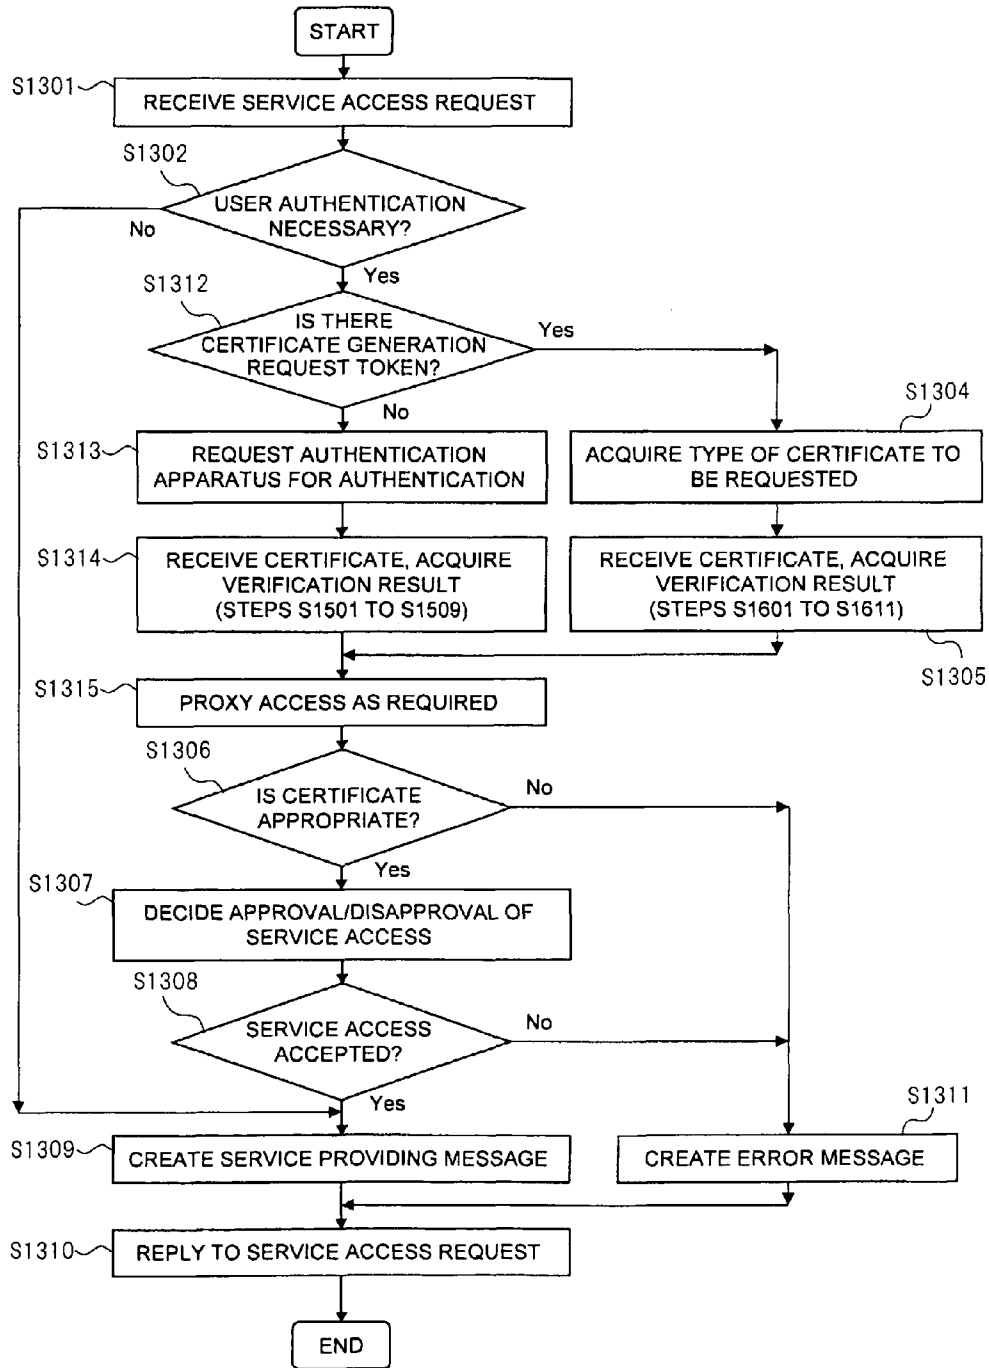 START
S1301
RECEIVE SERVICE ACCESS REQUEST
S1302
USER AUTHENTICATION
NECESSARY?
No
Yes
S1312
IS THERE
CERTIFICATE GENERATION
REQUEST TOKEN?
Yes
No
S1313
REQUEST AUTHENTICATION
APPARATUS FOR AUTHENTICATION
S1304
ACQUIRE TYPE OF CERTIFICATE TO
BE REQUESTED
S1314
RECEIVE CERTIFICATE, ACQUIRE
VERIFICATION RESULT
(STEPS S1501 TO S1509)
RECEIVE CERTIFICATE, ACQUIRE
VERIFICATION RESULT
(STEPS S1601 TO S1611)
S1305
S1315
PROXY ACCESS AS REQUIRED
S1306
IS CERTIFICATE
APPROPRIATE?
No
Yes
S1307
DECIDE APPROVAL/DISAPPROVAL OF
SERVICE ACCESS
S1308
SERVICE ACCESS
ACCEPTED?
No
Yes
S1309
CREATE SERVICE PROVIDING MESSAGE
S1311
CREATE ERROR MESSAGE
S1310
REPLY TO SERVICE ACCESS REQUEST
END